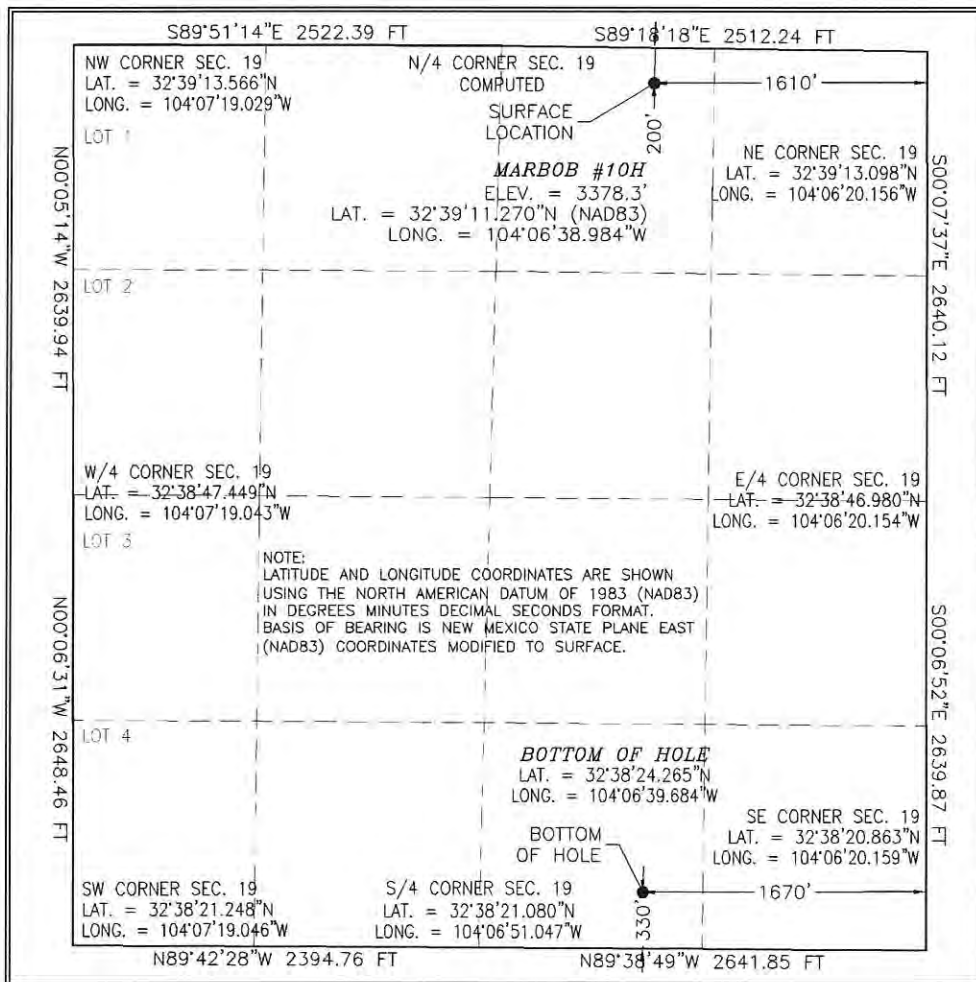 S89°51'14"E 2522.39 FT
S89°18'18"E 2512.24 FT
NW CORNER SEC. 19
LAT. = 32°39'13.566"N
LONG. = 104°07'19.029"W
LOT 1
N/4 CORNER SEC. 19
COMPUTED
SURFACE
LOCATION
1610'
200'
MARBOB #10H
ELEV. = 3378.3'
LAT. = 32°39'11.270"N (NAD83)
LONG. = 104°06'38.984"W
NE CORNER SEC. 19
LAT. = 32°39'13.098"N
LONG. = 104°06'20.156"W
N00°05'14"W 2639.94 FT
S00°07'37"E 2640.12 FT
LOT 2
W/4 CORNER SEC. 19
LAT. = 32°38'47.449"N
LONG. = 104°07'19.043"W
LOT 3
E/4 CORNER SEC. 19
LAT. = 32°38'46.980"N
LONG. = 104°06'20.154"W
NOTE:
LATITUDE AND LONGITUDE COORDINATES ARE SHOWN
USING THE NORTH AMERICAN DATUM OF 1983 (NAD83)
IN DEGREES MINUTES DECIMAL SECONDS FORMAT.
BASIS OF BEARING IS NEW MEXICO STATE PLANE EAST
(NAD83) COORDINATES MODIFIED TO SURFACE.
N00°06'31"W 2648.46 FT
S00°06'52"E 2639.87 FT
LOT 4
BOTTOM OF HOLE
LAT. = 32°38'24.265"N
LONG. = 104°06'39.684"W
BOTTOM
OF HOLE
SE CORNER SEC. 19
LAT. = 32°38'20.863"N
LONG. = 104°06'20.159"W
1670'
330'
SW CORNER SEC. 19
LAT. = 32°38'21.248"N
LONG. = 104°07'19.046"W
S/4 CORNER SEC. 19
LAT. = 32°38'21.080"N
LONG. = 104°06'51.047"W
N89°42'28"W 2394.76 FT
N89°38'49"W 2641.85 FT